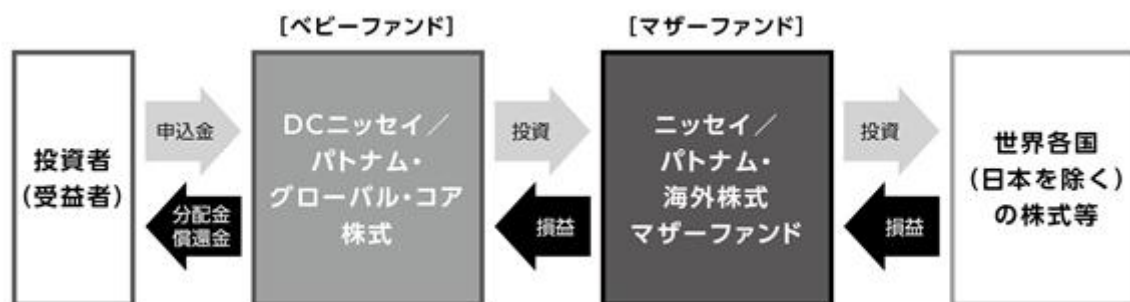 [ベビーファンド]
[マザーファンド]
投資者
(受益者)
申込金
分配金
償還金
DCニッセイ／
パトナム・
グローバル・コア
株式
投資
損益
ニッセイ／
パトナム・
海外株式
マザーファンド
投資
損益
世界各国
(日本を除く)
の株式等